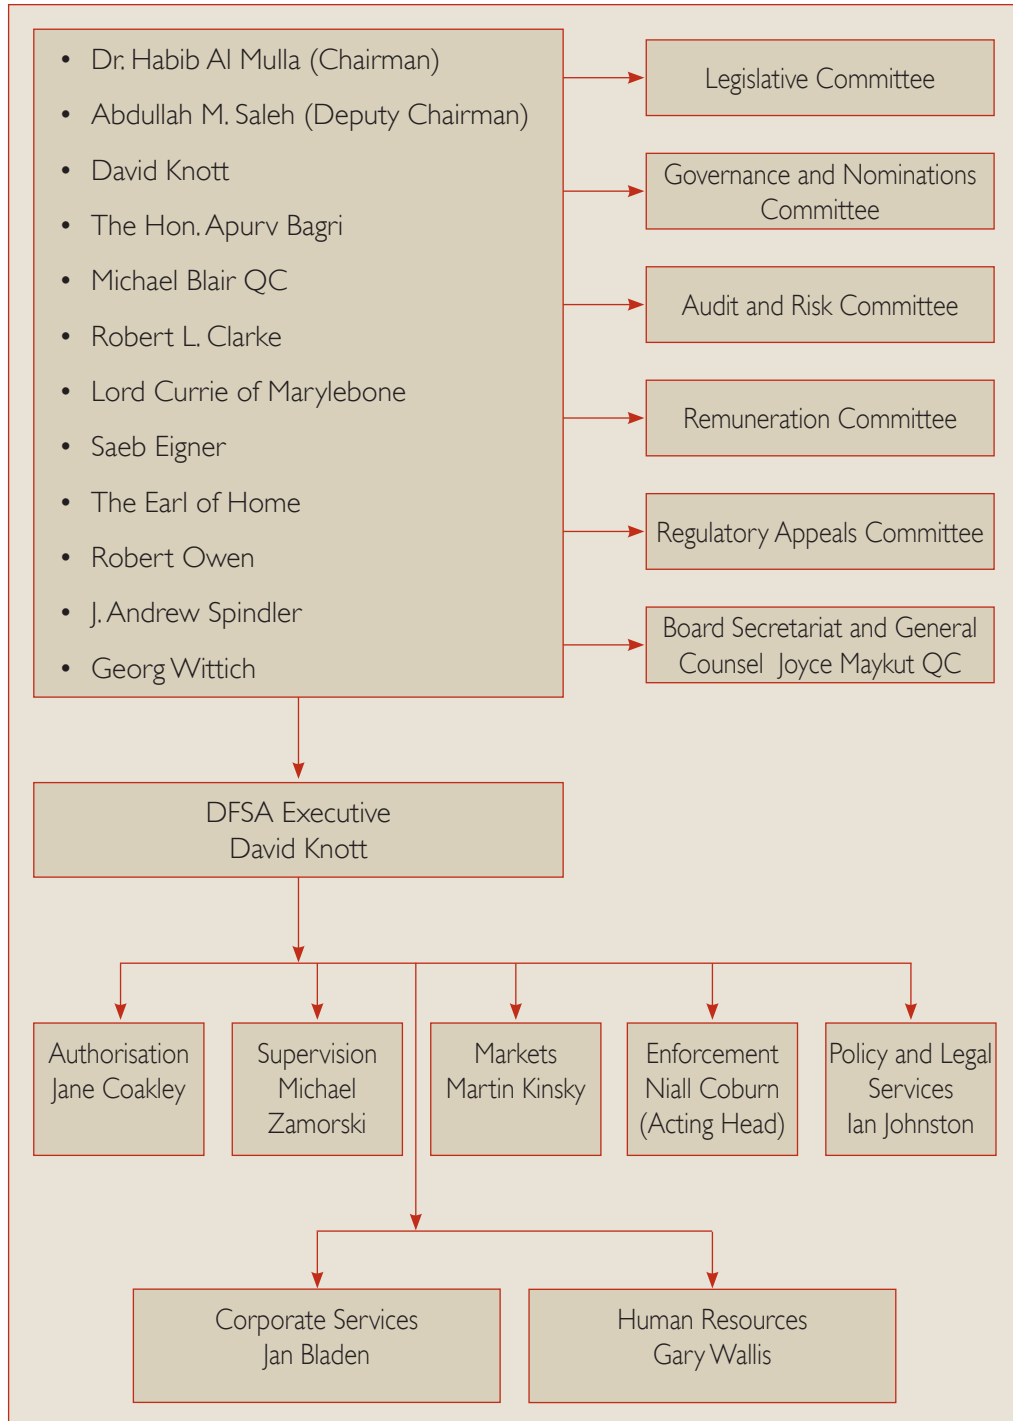 • Dr. Habib Al Mulla (Chairman)
• Abdullah M. Saleh (Deputy Chairman)
• David Knott
• The Hon. Apurv Bagri
• Michael Blair QC
• Robert L. Clarke
• Lord Currie of Marylebone
• Saeb Eigner
• The Earl of Home
• Robert Owen
• J. Andrew Spindler
• Georg Wittich
Legislative Committee
Governance and Nominations
Committee
Audit and Risk Committee
Remuneration Committee
Regulatory Appeals Committee
Board Secretariat and General
Counsel Joyce Maykut QC
DFSA Executive
David Knott
Authorisation
Jane Coakley
Supervision
Michael
Zamorski
Markets
Martin Kinsky
Enforcement
Niall Coburn
(Acting Head)
Policy and Legal
Services
Ian Johnston
Corporate Services
Jan Bladen
Human Resources
Gary Wallis